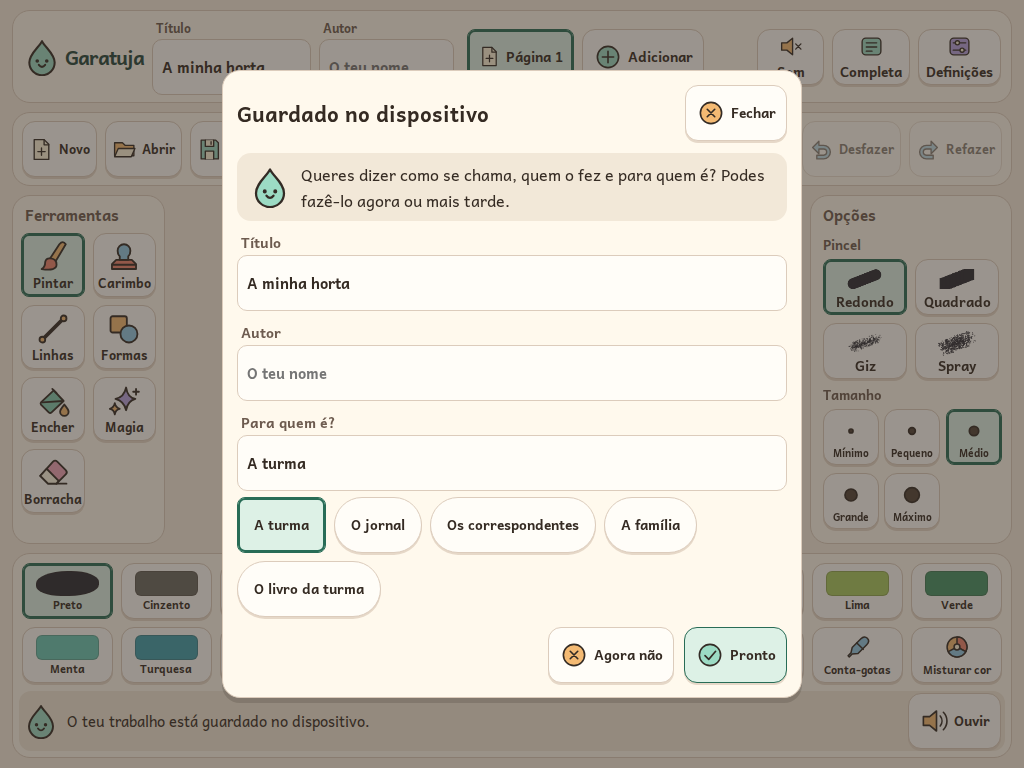 Título
Autor
Garatuja
A minha horta
O teu nome
Página 1
Adicionar
Som
Completa
Definições
Novo
Abrir
Desfazer
Refazer
Guardado no dispositivo
Fechar
Queres dizer como se chama, quem o fez e para quem é? Podes
fazê-lo agora ou mais tarde.
Título
A minha horta
Autor
O teu nome
Para quem é?
A turma
A turma
O jornal
Os correspondentes
A família
O livro da turma
Agora não
Pronto
Ferramentas
Pintar
Carimbo
Linhas
Formas
Encher
Magia
Borracha
Opções
Pincel
Redondo
Quadrado
Giz
Spray
Tamanho
Mínimo
Pequeno
Médio
Grande
Máximo
Preto
Cinzento
Lima
Verde
Menta
Turquesa
Conta-gotas
Misturar cor
O teu trabalho está guardado no dispositivo.
Ouvir